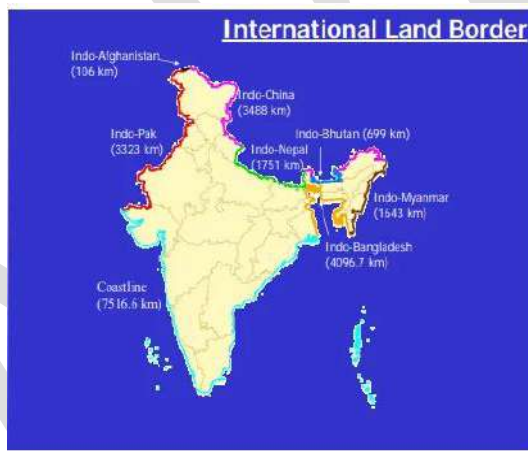 International Land Border
Indo-Afghanistan
(106 km)
Indo-China
(3488 km)
Indo-Pak
(3323 km)
Indo-Bhutan (699 km)
Indo-Nepal
(1751 km)
Indo-Myanmar
(1643 km)
Indo-Bangladesh
(4096.7 km)
Coastline
(7516.6 km)